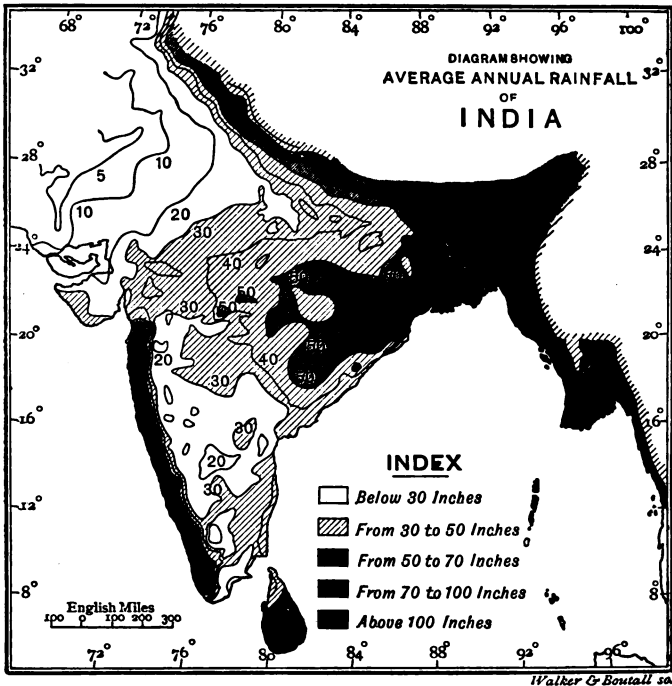 68° 72° 76° 80° 84° 88° 92° 96° 100°
DIAGRAM SHOWING
AVERAGE ANNUAL RAINFALL
OF
INDIA
32° 32°
28° 28°
24° 24°
20° 20°
16° 16°
12° 12°
8° 8°
5
10
10
20
30
40
50
50
30
20
40
30
30
20
30
INDEX
Below 30 Inches
From 30 to 50 Inches
From 50 to 70 Inches
From 70 to 100 Inches
Above 100 Inches
English Miles
100 0 100 200 300
72° 76° 80 84° 88° 92 96°
Walker & Boutall sc